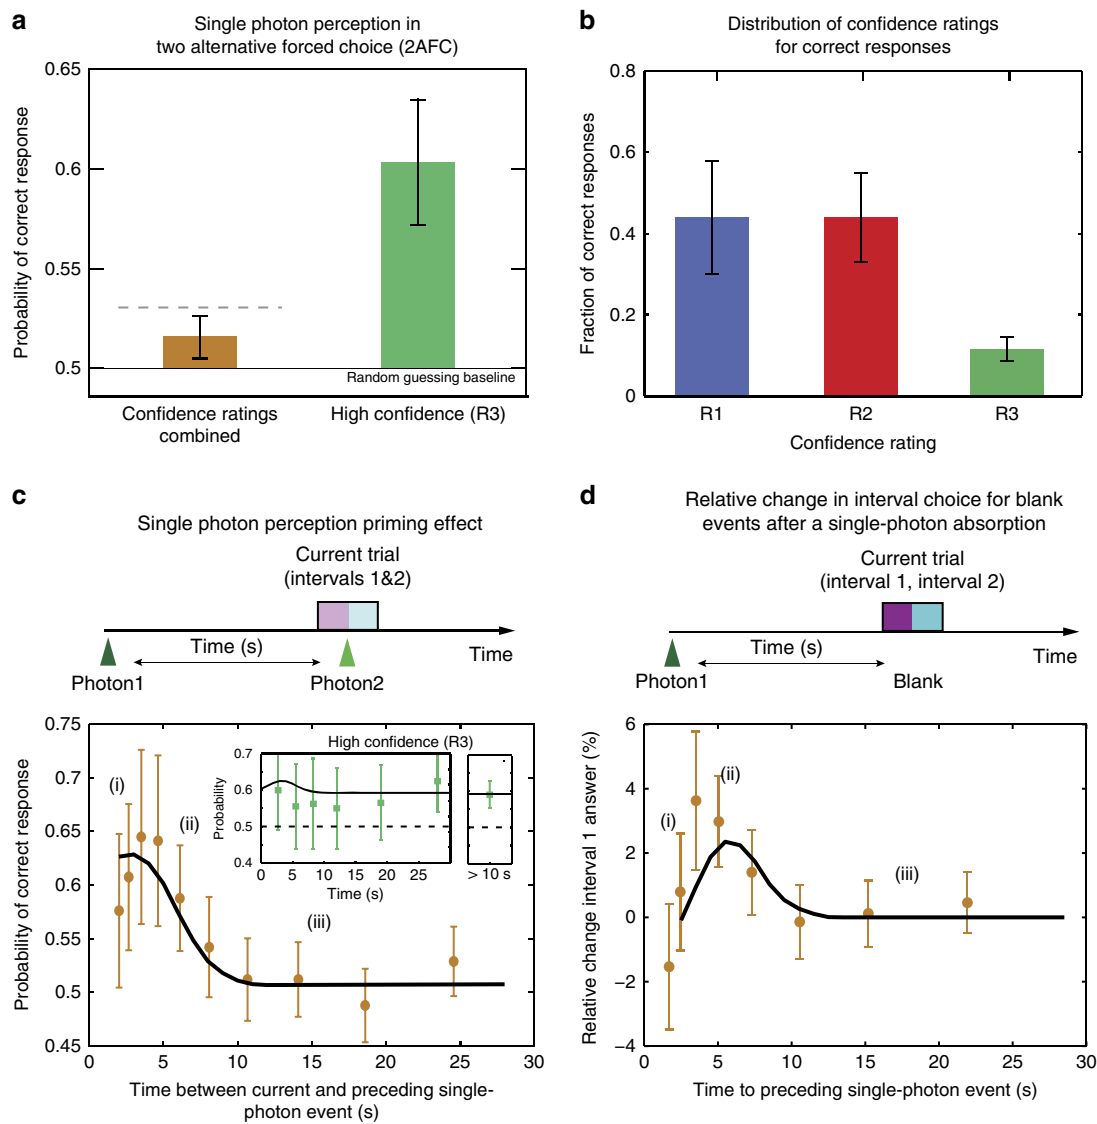 a
Single photon perception in
two alternative forced choice (2AFC)
Probability of correct response
0.65
0.6
0.55
0.5
Random guessing baseline
Confidence ratings
combined
High confidence (R3)
b
Distribution of confidence ratings
for correct responses
Fraction of correct responses
0.8
0.6
0.4
0.2
0
R1
R2
R3
Confidence rating
c
Single photon perception priming effect
Current trial
(intervals 1&2)
Time (s)
Time
Photon1
Photon2
Probability of correct response
0.75
0.7
0.65
0.6
0.55
0.5
0.45
(i)
(ii)
(iii)
High confidence (R3)
Probability
0.7
0.6
0.5
0.4
0 5 10 15 20 25
> 10 s
Time (s)
0 5 10 15 20 25 30
Time between current and preceding single-
photon event (s)
d
Relative change in interval choice for blank
events after a single-photon absorption
Current trial
(interval 1, interval 2)
Time (s)
Time
Photon1
Blank
Relative change interval 1 answer (%)
6
4
2
0
−2
−4
(i)
(ii)
(iii)
0 5 10 15 20 25 30
Time to preceding single-photon event (s)